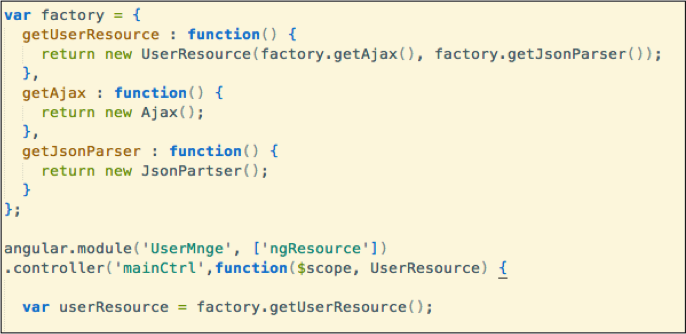 var factory = {
getUserResource : function() {
return new UserResource(factory.getAjax(), factory.getJsonParser());
},
getAjax : function() {
return new Ajax();
},
getJsonParser : function() {
return new JsonPartser();
}
};
angular.module('UserMnge', ['ngResource'])
.controller('mainCtrl',function($scope, UserResource) {
var userResource = factory.getUserResource();